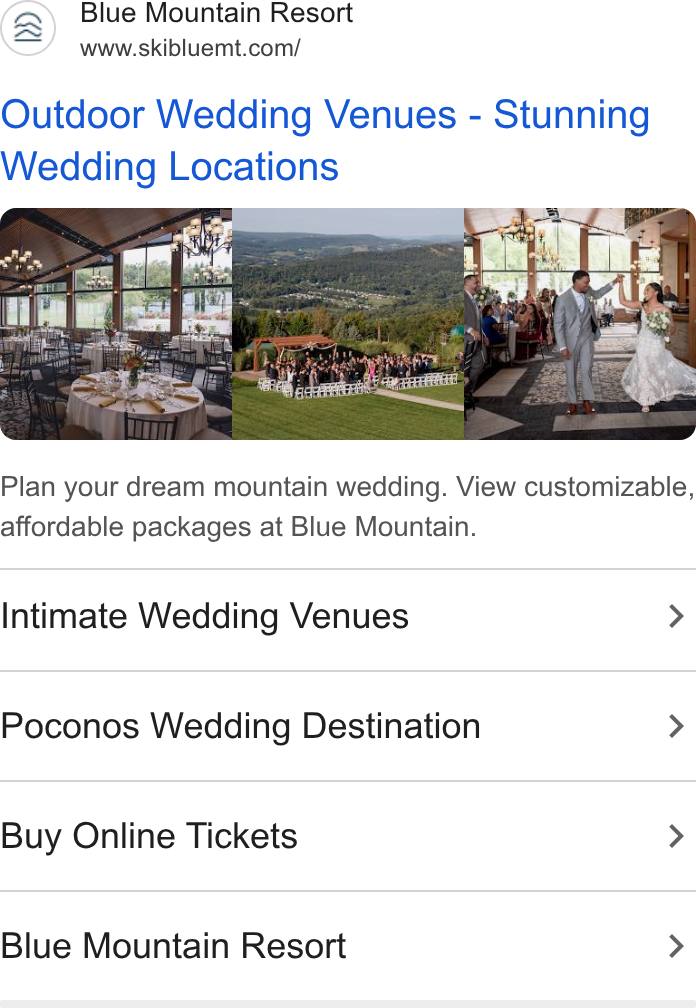 Blue Mountain Resort
www.skibluemt.com/
Outdoor Wedding Venues - Stunning
Wedding Locations
Plan your dream mountain wedding. View customizable,
affordable packages at Blue Mountain.
Intimate Wedding Venues
Poconos Wedding Destination
Buy Online Tickets
Blue Mountain Resort